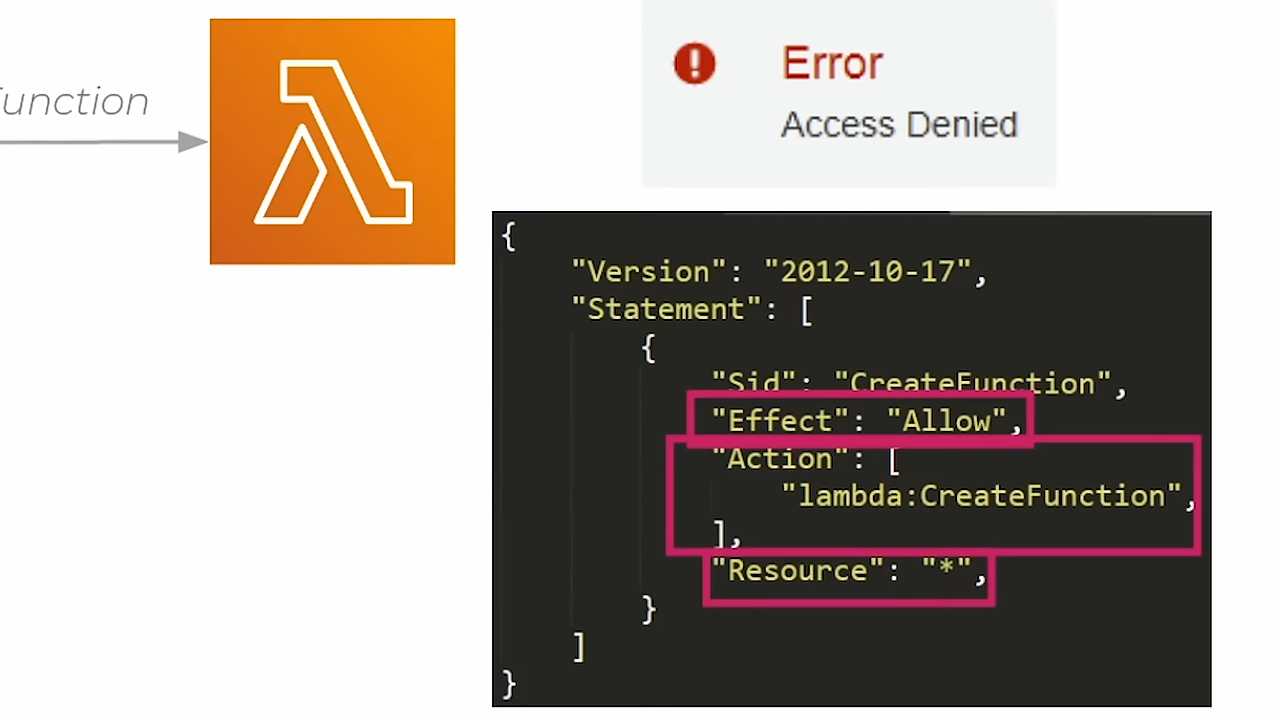 function
Error
Access Denied
{
"Version": "2012-10-17",
"Statement": [
{
"Sid": "CreateFunction",
"Effect": "Allow",
"Action": [
"lambda:CreateFunction",
],
"Resource": "*",
}
]
}